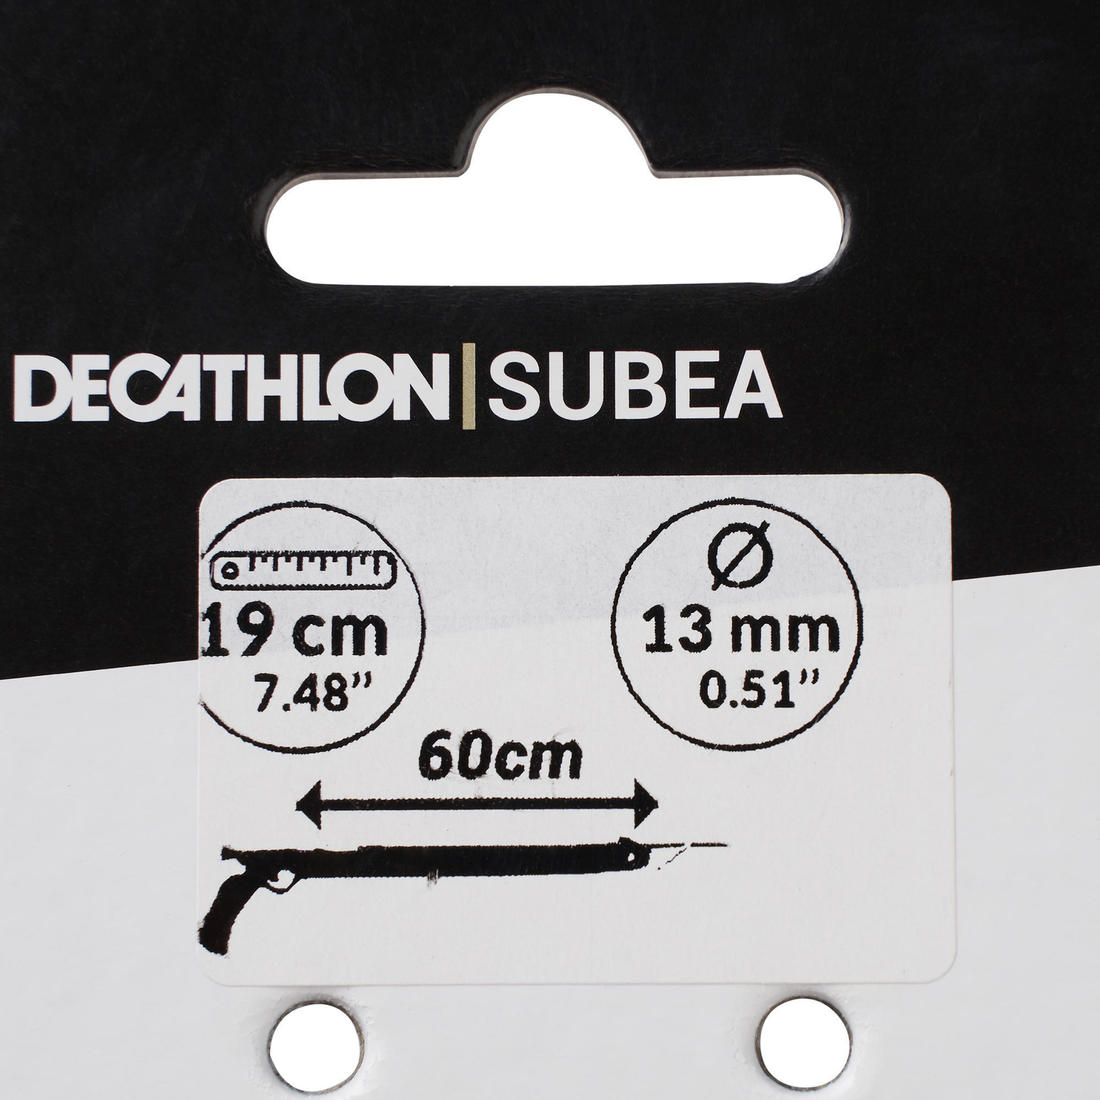 DECATHLON | SUBEA
19 cm
7.48’’
Ø
13 mm
0.51’’
60cm